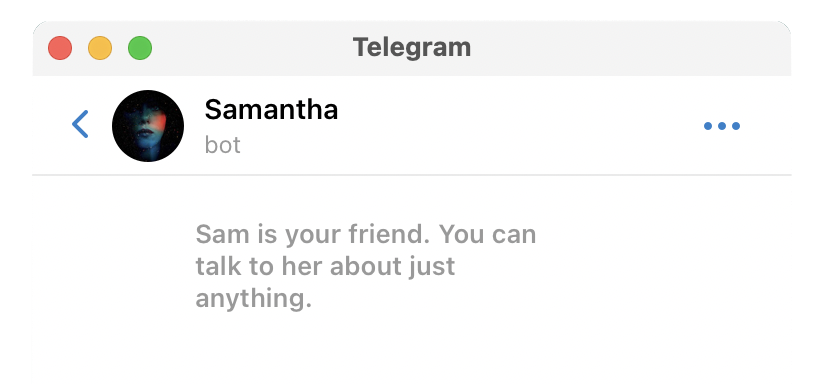 Telegram
Samantha
bot
Sam is your friend. You can
talk to her about just
anything.